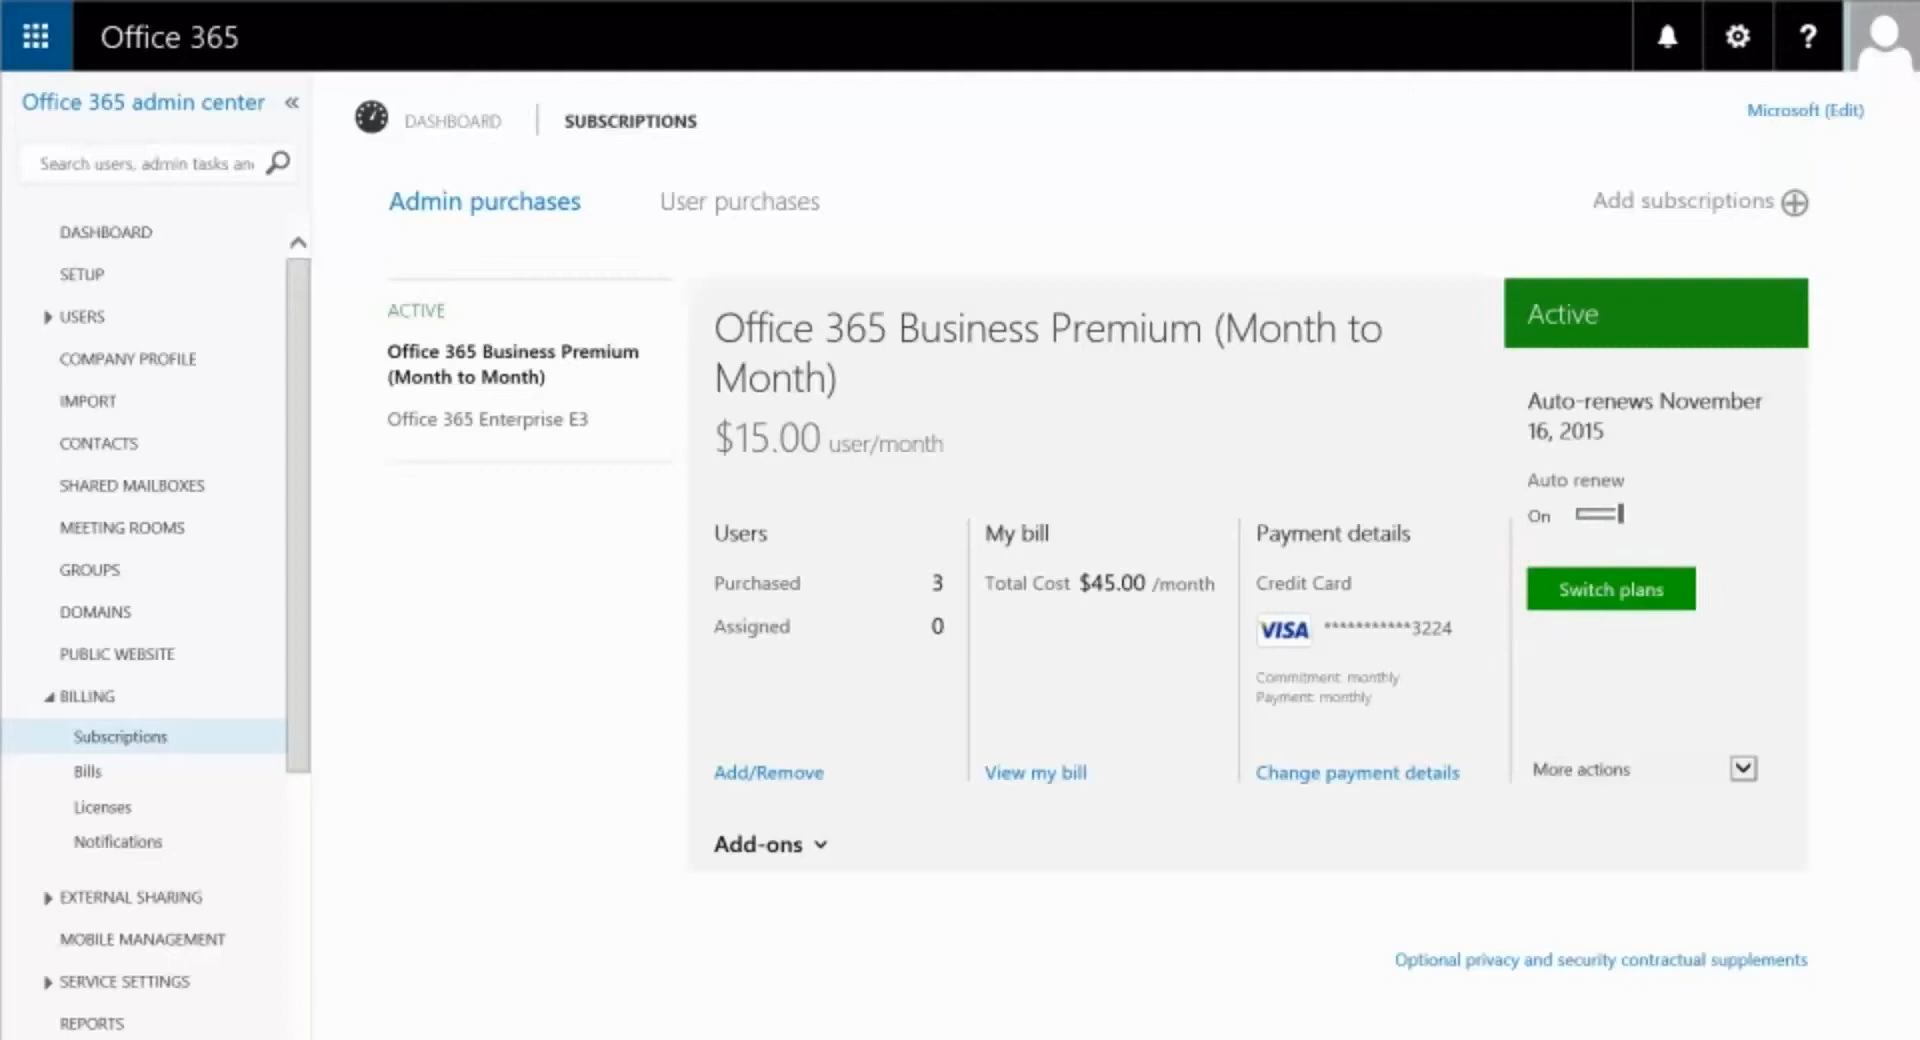 Office 365
?
Office 365 admin center «
Search users, admin tasks an
DASHBOARD
SETUP
USERS
COMPANY PROFILE
IMPORT
CONTACTS
SHARED MAILBOXES
MEETING ROOMS
GROUPS
DOMAINS
PUBLIC WEBSITE
BILLING
Subscriptions
Bills
Licenses
Notifications
EXTERNAL SHARING
MOBILE MANAGEMENT
SERVICE SETTINGS
REPORTS
DASHBOARD | SUBSCRIPTIONS
Microsoft (Edit)
Admin purchases User purchases
Add subscriptions
ACTIVE
Office 365 Business Premium
(Month to Month)
Office 365 Enterprise E3
Office 365 Business Premium (Month to
Month)
$15.00 user/month
Users
Purchased 3
Assigned 0
Add/Remove
My bill
Total Cost $45.00 /month
View my bill
Payment details
Credit Card
VISA ***********3224
Commitment: monthly
Payment: monthly
Change payment details
Active
Auto-renews November
16, 2015
Auto renew
On
Switch plans
More actions
Add-ons
Optional privacy and security contractual supplements